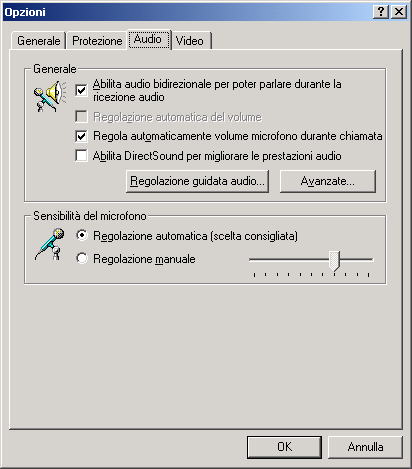 Opzioni
Generale Protezione Audio Video
Generale
Abilita audio bidirezionale per poter parlare durante la
ricezione audio
Regolazione automatica del volume
Regola automaticamente volume microfono durante chiamata
Abilita DirectSound per migliorare le prestazioni audio
Regolazione guidata audio... Avanzate...
Sensibilità del microfono
Regolazione automatica (scelta consigliata)
Regolazione manuale
OK Annulla